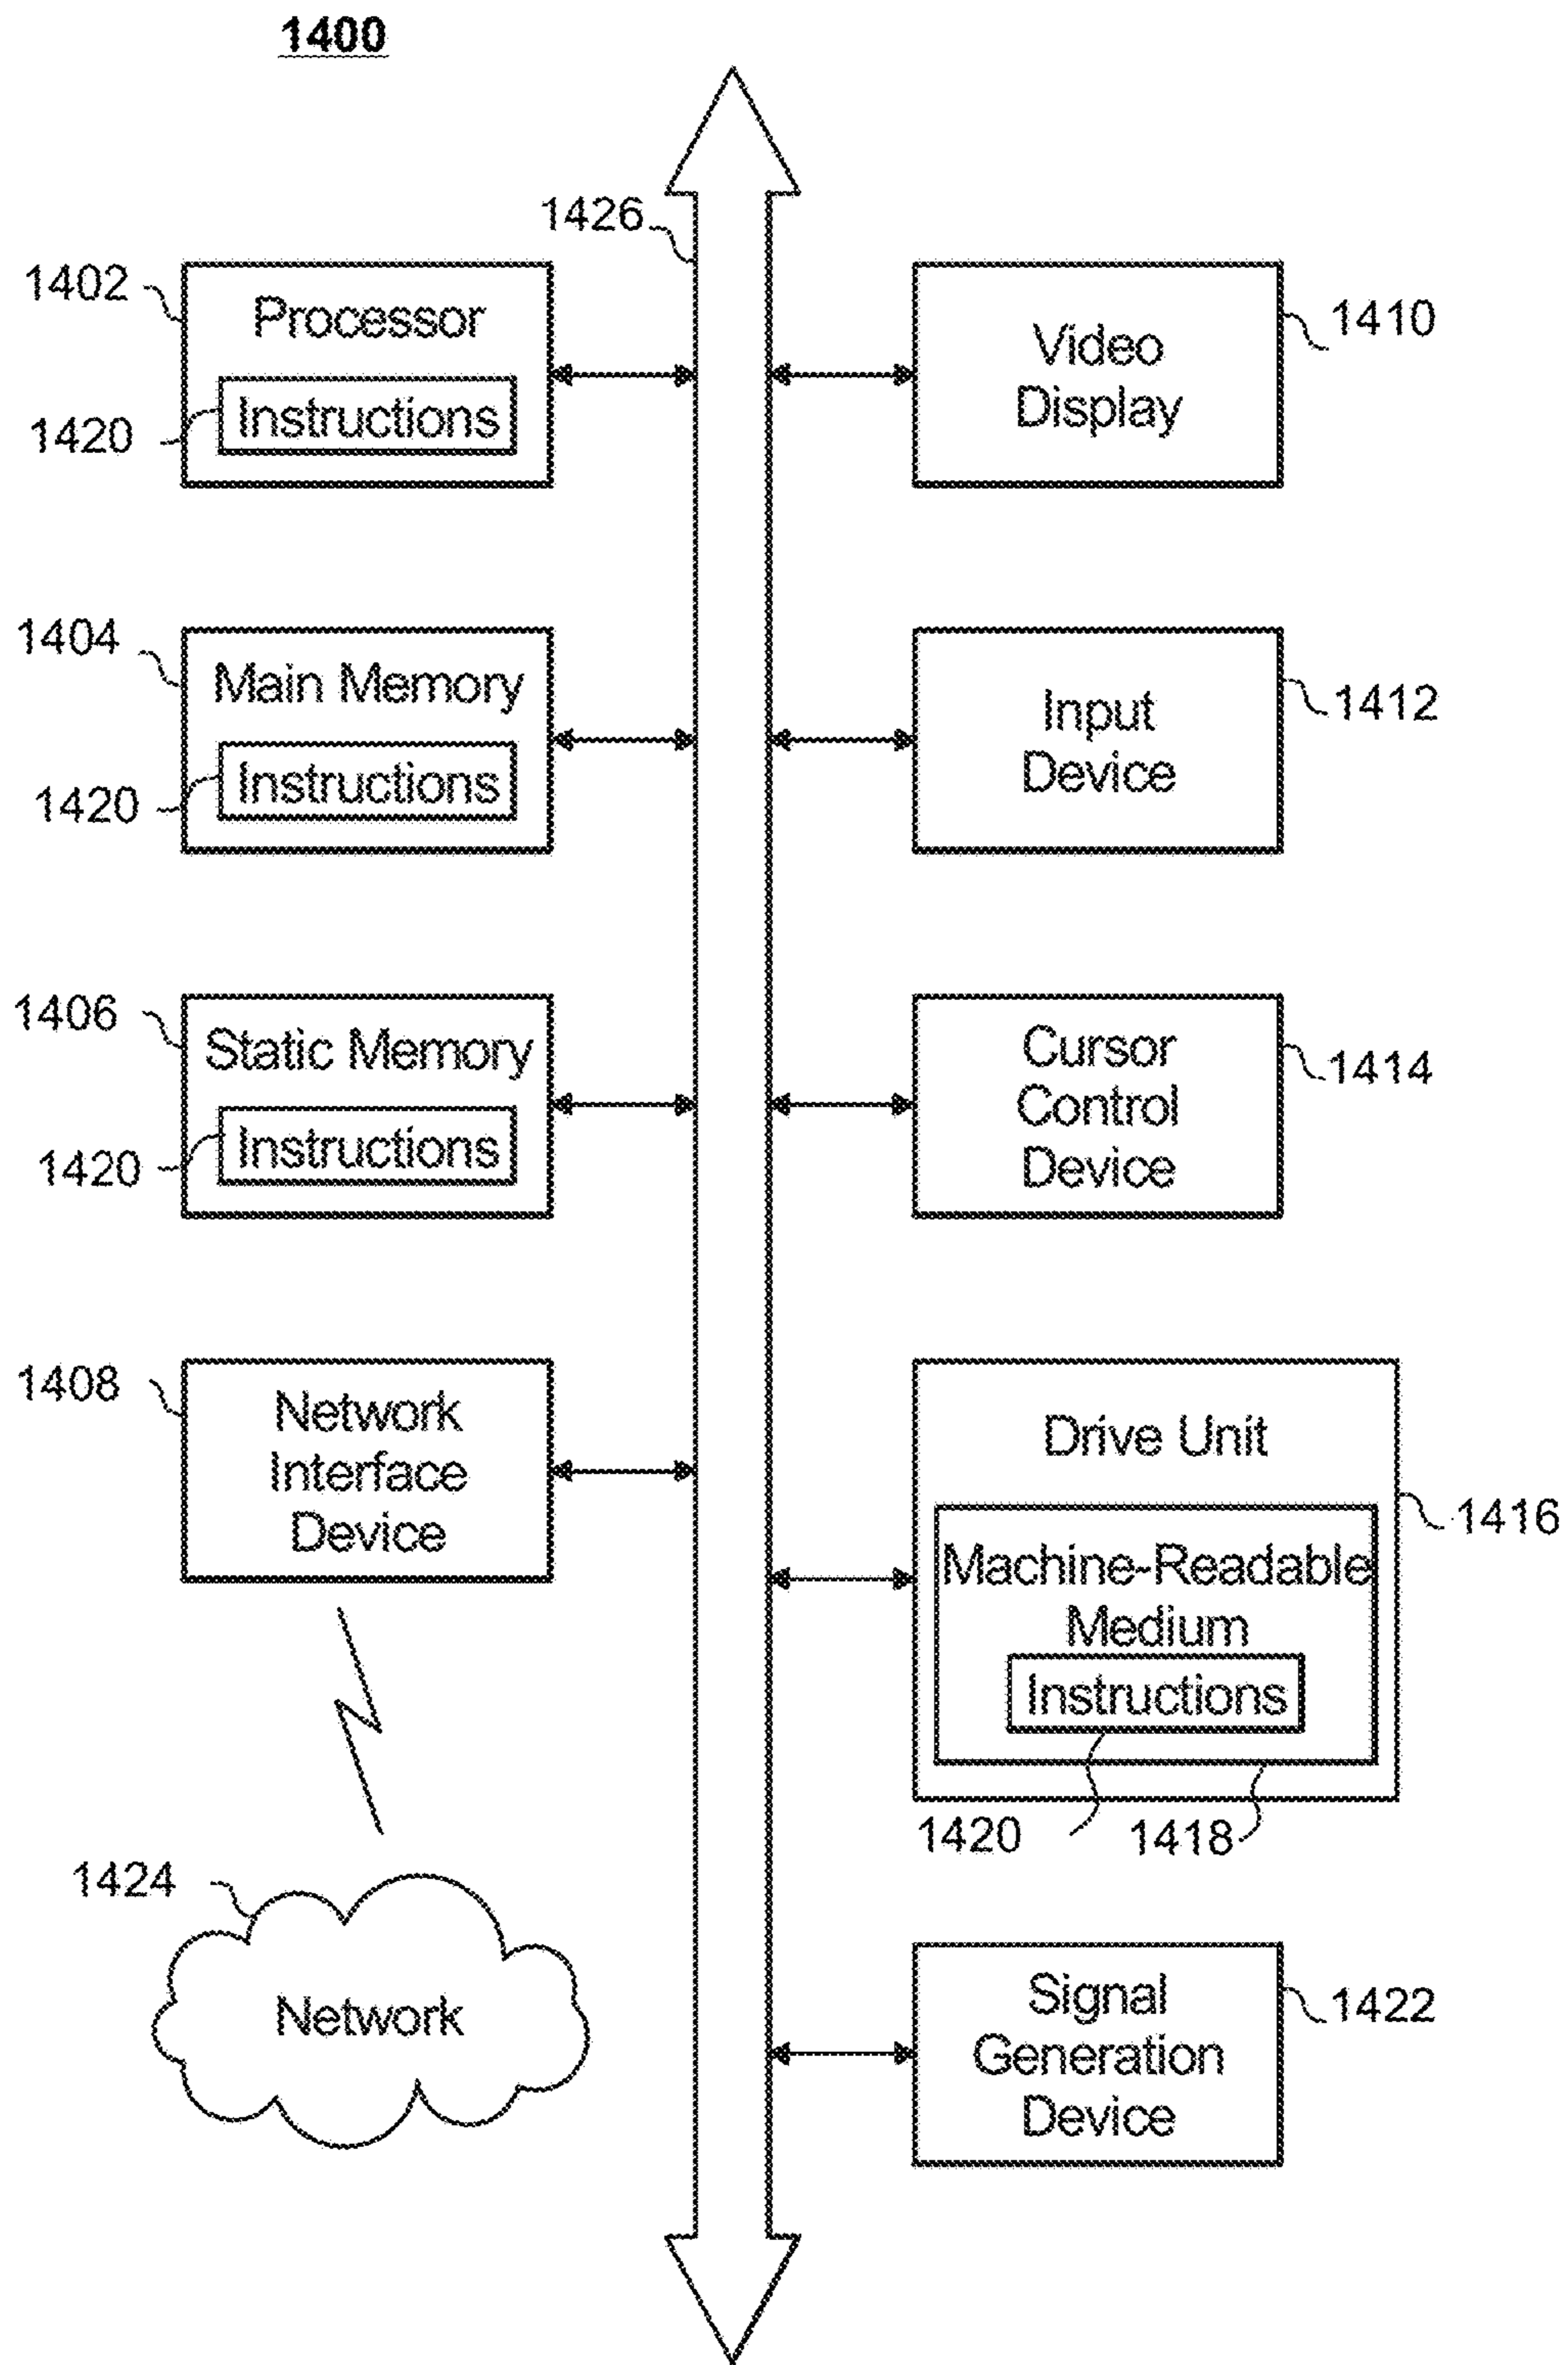 1400
1426
1402
Processor
1420
Instructions
Video
Display
1410
1404
Main Memory
1420
Instructions
Input
Device
1412
1406
Static Memory
1420
Instructions
Cursor
Control
Device
1414
1408
Network
Interface
Device
Drive Unit
1416
Machine-Readable
Medium
Instructions
1420
1418
1424
Network
Signal
Generation
Device
1422